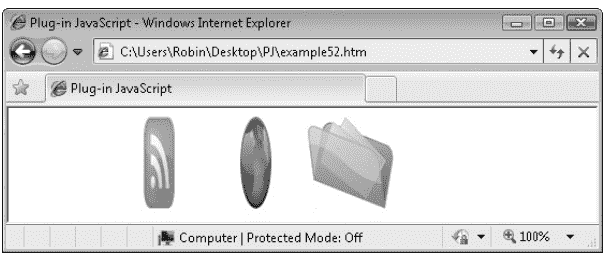 Plug-in JavaScript - Windows Internet Explorer
C:\Users\Robin\Desktop\PJ\example52.htm
Plug-in JavaScript
Computer | Protected Mode: Off
100%